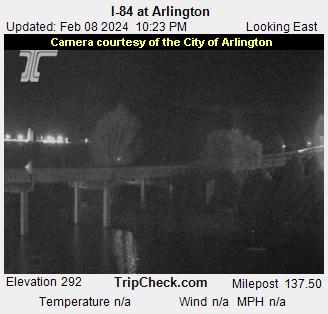 I-84 at Arlington
Updated: Feb 08 2024 10:23 PM Looking East
Camera courtesy of the City of Arlington
Elevation 292 TripCheck.com Milepost 137.50
Temperature n/a Wind n/a MPH n/a